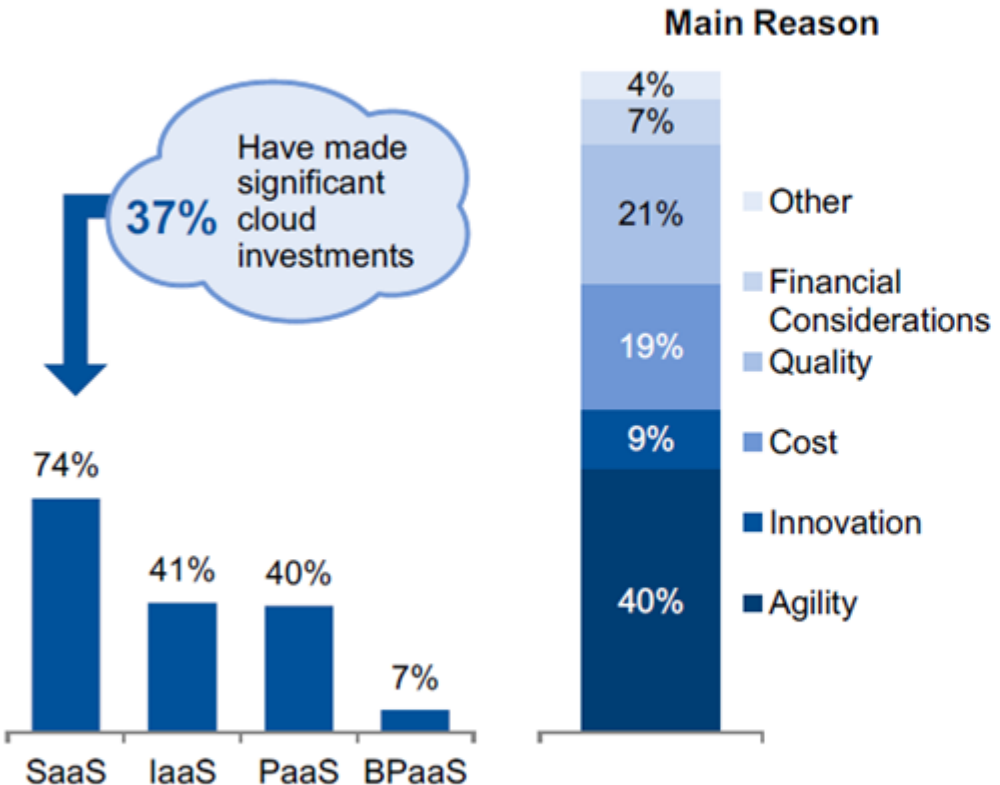 Main Reason
37%
Have made
significant
cloud
investments
74%
41%
40%
7%
SaaS
IaaS
PaaS
BPaaS
4%
7%
21%
19%
9%
40%
Other
Financial
Considerations
Quality
Cost
Innovation
Agility